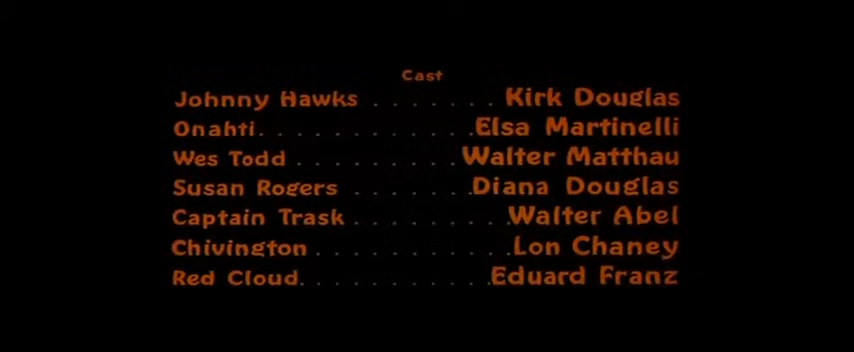 Cast
Johnny Hawks . . . . . . . Kirk Douglas
Onahti. . . . . . . . . . . .Elsa Martinelli
Wes Todd . . . . . . . . .Walter Matthau
Susan Rogers . . . . . . .Diana Douglas
Captain Trask . . . . . . . .Walter Abel
Chivington . . . . . . . . . .Lon Chaney
Red Cloud. . . . . . . . . . .Eduard Franz